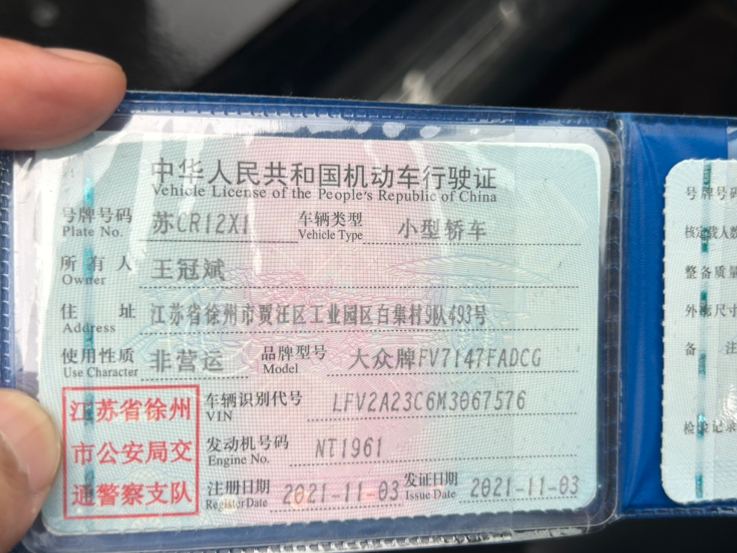 中华人民共和国机动车行驶证
Vehicle License of the People's Republic of China
号牌号码 苏CR12X1 车辆类型 小型轿车
Plate No. Vehicle Type
所有人 王冠斌
Owner
住址 江苏省徐州市贾汪区工业园区百集村9队493号
Address
使用性质 非营运 品牌型号 大众牌FV7147FADCG
Use Character Model
江苏省徐州
市公安局交
通警察支队
车辆识别代号 LFV2A23C6M3067576
VIN
发动机号码 NT1961
Engine No.
注册日期 2021-11-03 发证日期 2021-11-03
Register Date Issue Date
号牌号码
核定载人数
整备质量
外廓尺寸
备注
检验记录